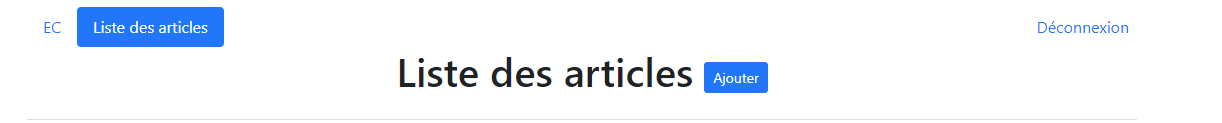 EC Liste des articles Déconnexion
Liste des articles Ajouter